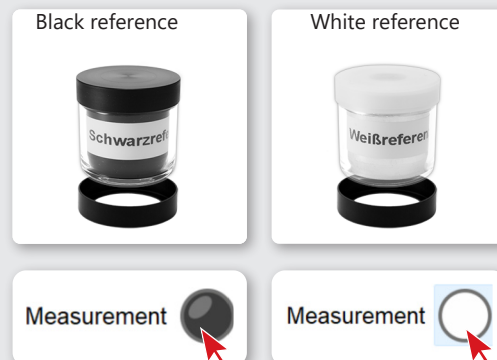 Black reference
White reference
Schwarzrefe
Weißreferen
Measurement
Measurement